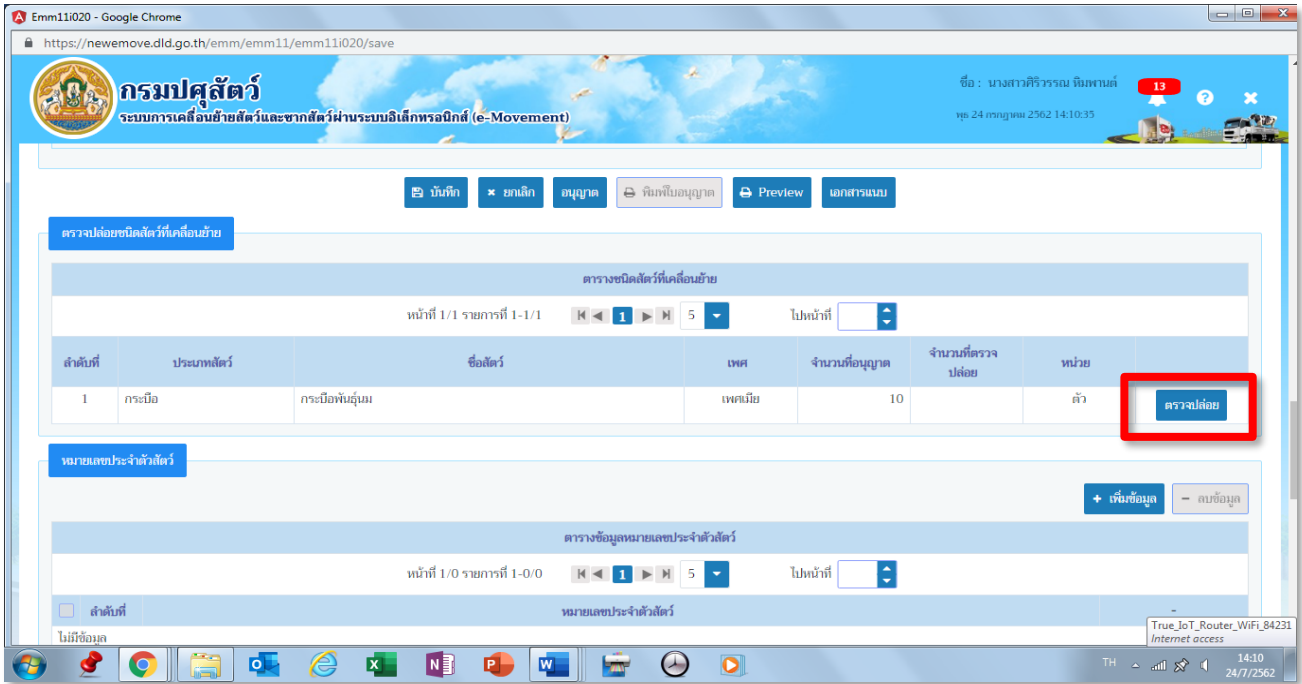 Emm11i020 - Google Chrome
https://newemove.dld.go.th/emm/emm11/emm11i020/save
กรมปศุสัตว์
ระบบการเคลื่อนย้ายสัตว์และซากสัตว์ผ่านระบบอิเล็กทรอนิกส์ (e-Movement)
ชื่อ : นางสาวศิริวรรณ พิมพานต์
13
พุธ 24 กรกฎาคม 2562 14:10:35
บันทึก ยกเลิก อนุญาต พิมพ์ใบอนุญาต Preview เอกสารแนบ
ตรวจปล่อยชนิดสัตว์ที่เคลื่อนย้าย
ตารางชนิดสัตว์ที่เคลื่อนย้าย
หน้าที่ 1/1 รายการที่ 1-1/1 1 5 ไปหน้าที่
ลำดับที่ ประเภทสัตว์ ชื่อสัตว์ เพศ จำนวนที่อนุญาต จำนวนที่ตรวจ หน่วย
ปล่อย
1 กระบือ กระบือพันธุ์นม เพศเมีย 10 ตัว ตรวจปล่อย
หมายเลขประจำตัวสัตว์
+ เพิ่มข้อมูล − ลบข้อมูล
ตารางข้อมูลหมายเลขประจำตัวสัตว์
หน้าที่ 1/0 รายการที่ 1-0/0 1 5 ไปหน้าที่
ลำดับที่ หมายเลขประจำตัวสัตว์ -
ไม่มีข้อมูล
True_IoT_Router_WiFi_84231
Internet access
TH 14:10
24/7/2562